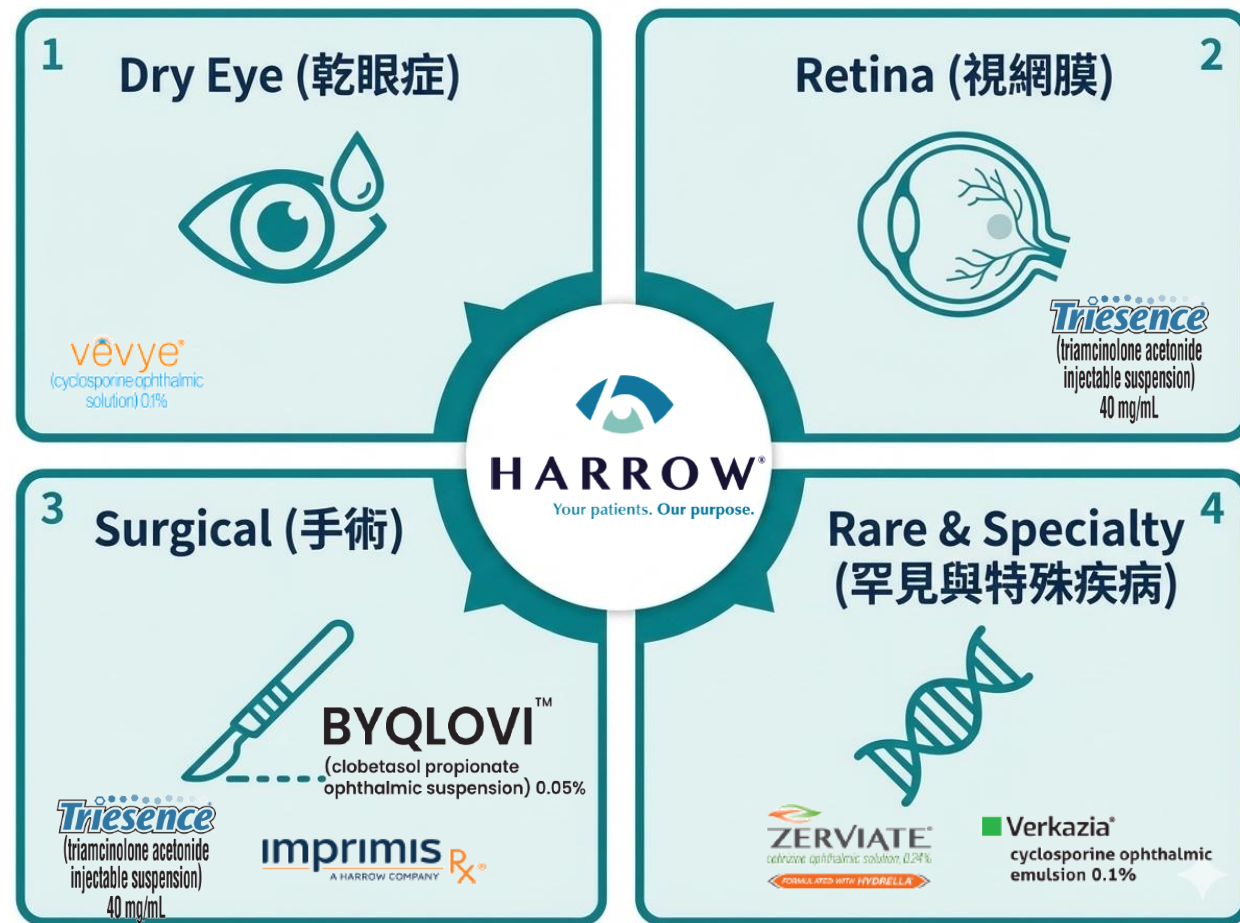 1
Dry Eye (乾眼症)
vevye®
(cyclosporine ophthalmic
solution) 0.1%
2
Retina (視網膜)
Triesence®
(triamcinolone acetonide
injectable suspension)
40 mg/mL
HARROW®
Your patients. Our purpose.
3
Surgical (手術)
BYQLOVI™
(clobetasol propionate
ophthalmic suspension) 0.05%
Triesence®
(triamcinolone acetonide
injectable suspension)
40 mg/mL
imprimis Rx®
A HARROW COMPANY
4
Rare & Specialty
(罕見與特殊疾病)
ZERVIATE®
cetirizine ophthalmic solution, 0.24%
FORMULATED WITH HYDRELLA
Verkazia®
cyclosporine ophthalmic
emulsion 0.1%